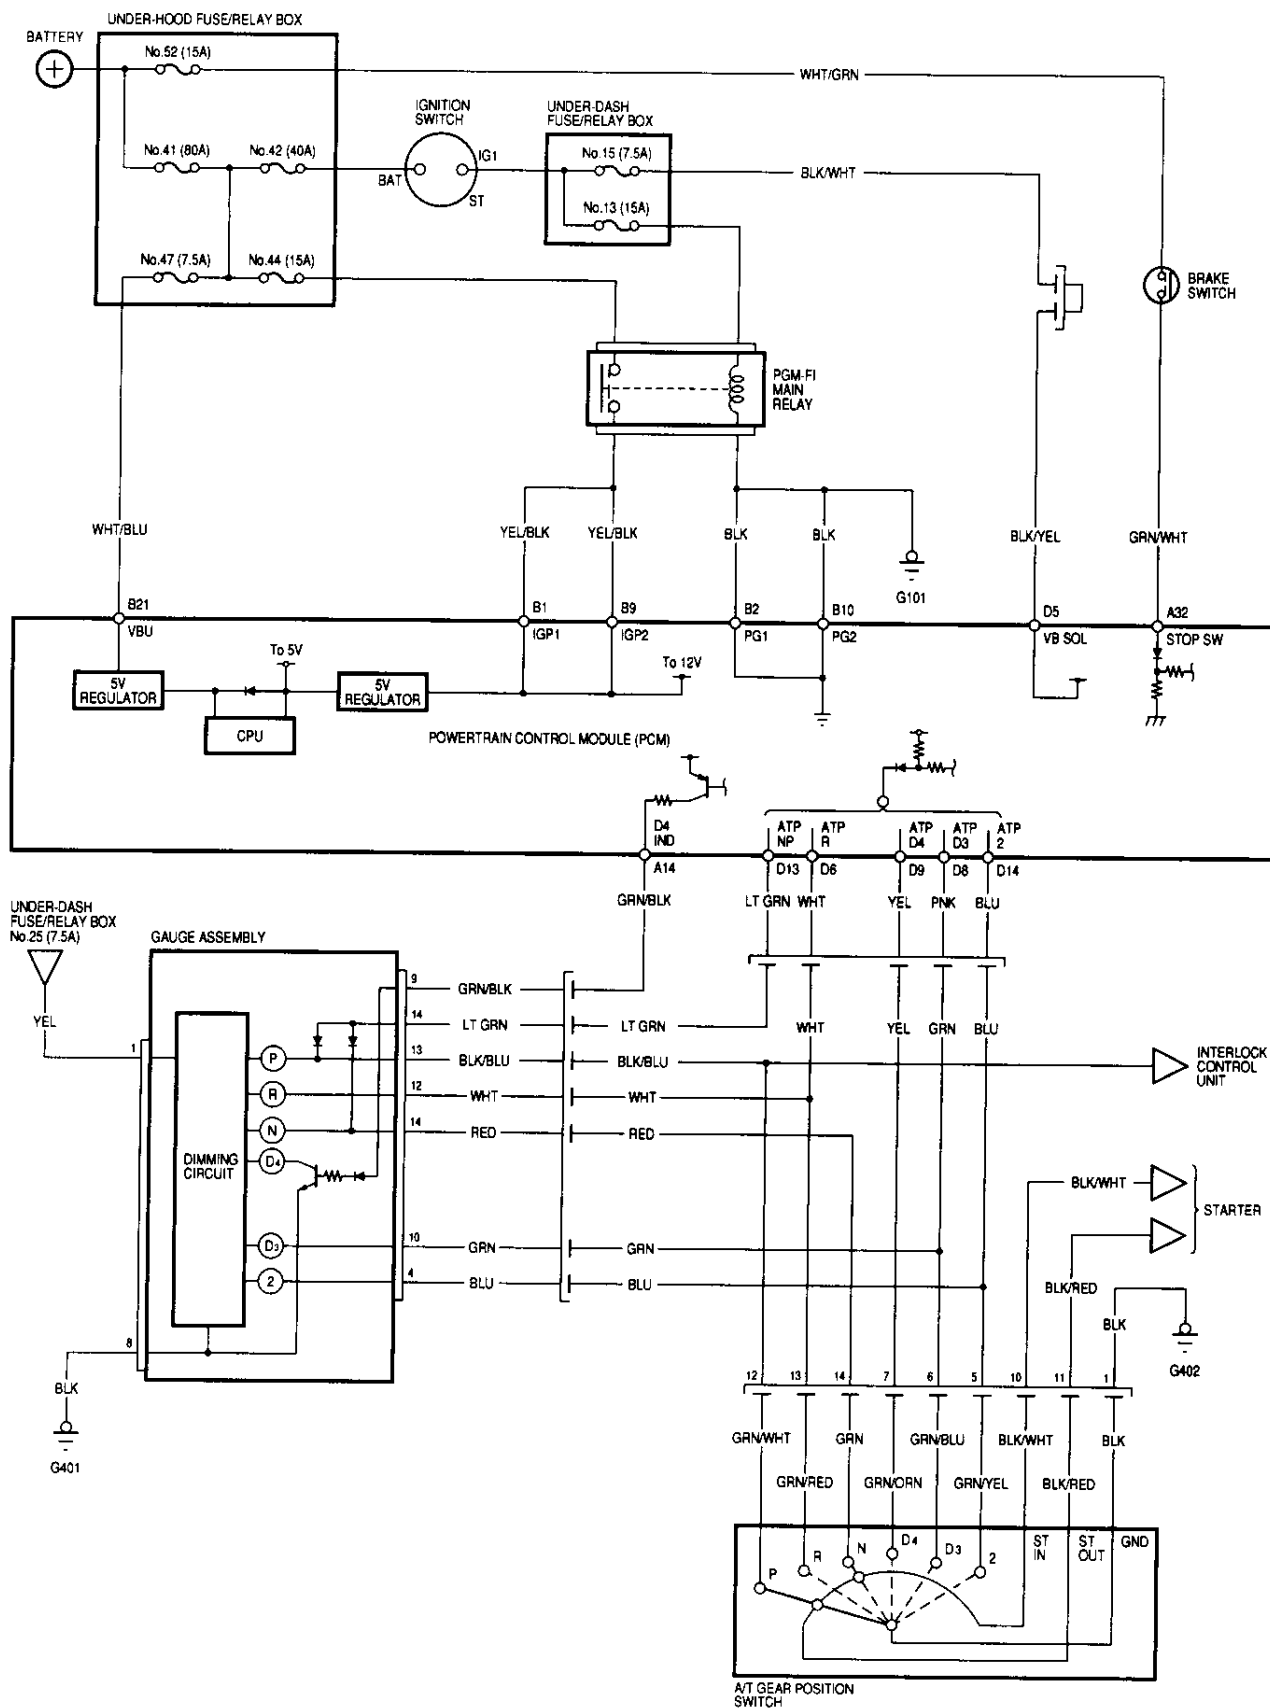 UNDER-HOOD FUSE/RELAY BOX
BATTERY
No.52 (15A)
WHT/GRN
IGNITION
SWITCH
UNDER-DASH
FUSE/RELAY BOX
No.41 (80A)
No.42 (40A)
IG1
BAT
ST
No.15 (7.5A)
BLK/WHT
No.13 (15A)
No.47 (7.5A)
No.44 (15A)
BRAKE
SWITCH
PGM-FI
MAIN
RELAY
WHT/BLU
YEL/BLK
YEL/BLK
BLK
BLK
G101
BLK/YEL
GRN/WHT
B21
VBU
B1
IGP1
B9
IGP2
B2
PG1
B10
PG2
D5
VB SOL
A32
STOP SW
To 5V
To 12V
5V
REGULATOR
5V
REGULATOR
CPU
POWERTRAIN CONTROL MODULE (PCM)
D4
IND
A14
ATP
NP
D13
ATP
R
D6
ATP
D4
D9
ATP
D3
D8
ATP
2
D14
GRN/BLK
LT GRN
WHT
YEL
PNK
BLU
UNDER-DASH
FUSE/RELAY BOX
No.25 (7.5A)
GAUGE ASSEMBLY
YEL
1
9
GRN/BLK
14
LT GRN
LT GRN
WHT
YEL
GRN
BLU
P
13
BLK/BLU
BLK/BLU
INTERLOCK
CONTROL
UNIT
R
12
WHT
WHT
N
14
RED
RED
DIMMING
CIRCUIT
D4
BLK/WHT
STARTER
D3
10
GRN
GRN
2
4
BLU
BLU
BLK/RED
BLK
G402
8
BLK
G401
12
13
14
7
6
5
10
11
1
GRN/WHT
GRN
GRN/BLU
BLK/WHT
BLK
GRN/RED
GRN/ORN
GRN/YEL
BLK/RED
P
R
N
D4
D3
2
ST
IN
ST
OUT
GND
A/T GEAR POSITION
SWITCH